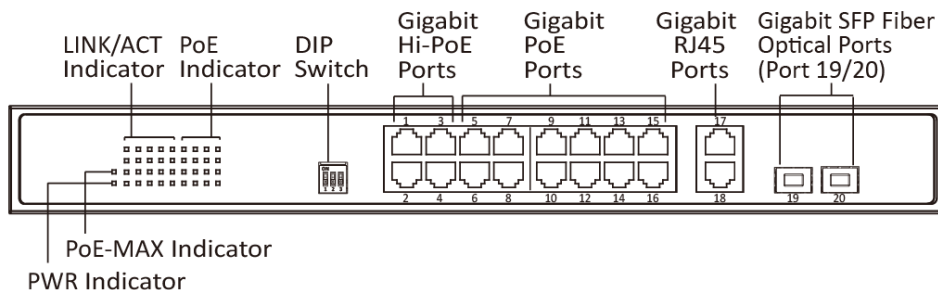 Gigabit
Hi-PoE
Ports
Gigabit
PoE
Ports
Gigabit
RJ45
Ports
Gigabit SFP Fiber
Optical Ports
(Port 19/20)
LINK/ACT
Indicator
PoE
Indicator
DIP
Switch
1 3 5 7 9 11 13 15 17
ON
1 2 3
2 4 6 8 10 12 14 16 18 19 20
PoE-MAX Indicator
PWR Indicator